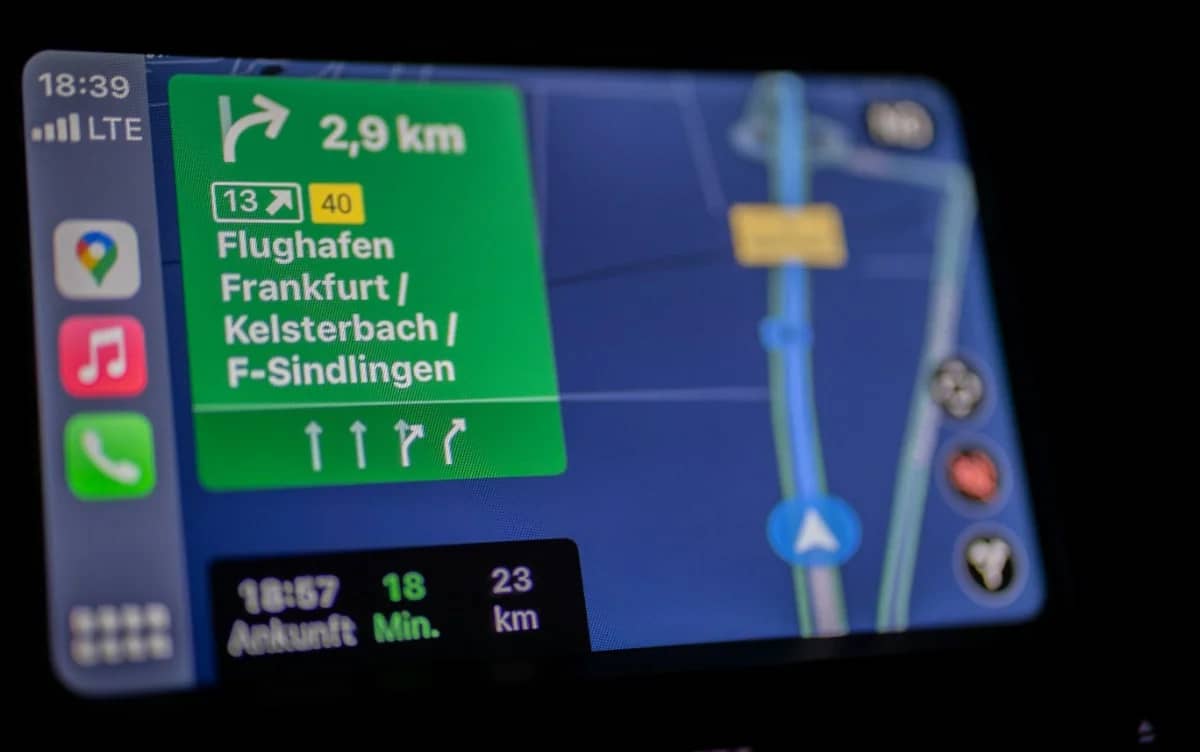 18:39
LTE
2,9 km
13 40
Flughafen
Frankfurt /
Kelsterbach /
F-Sindlingen
18:57 18 23
Ankunft Min. km